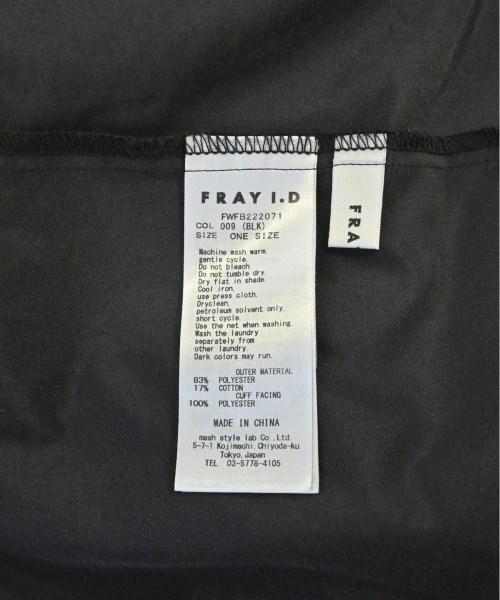 FRAY I.D
FWFB222071
COL 009 (BLK)
SIZE ONE SIZE
Machine wash warm.
gentle cycle.
Do not bleach.
Do not tumble dry.
Dry flat in shade.
Cool iron.
use press cloth.
Dryclean.
petroleum solvent only.
short cycle.
Use the net when washing.
Wash the laundry
separately from
other laundry.
Dark colors may run.
OUTER MATERIAL
83% POLYESTER
17% COTTON
CUFF FACING
100% POLYESTER
MADE IN CHINA
mash style lab Co.,Ltd.
5-7-1 Kojimachi.Chiyoda-ku
Tokyo,Japan
TEL 03-5778-4105
FRA